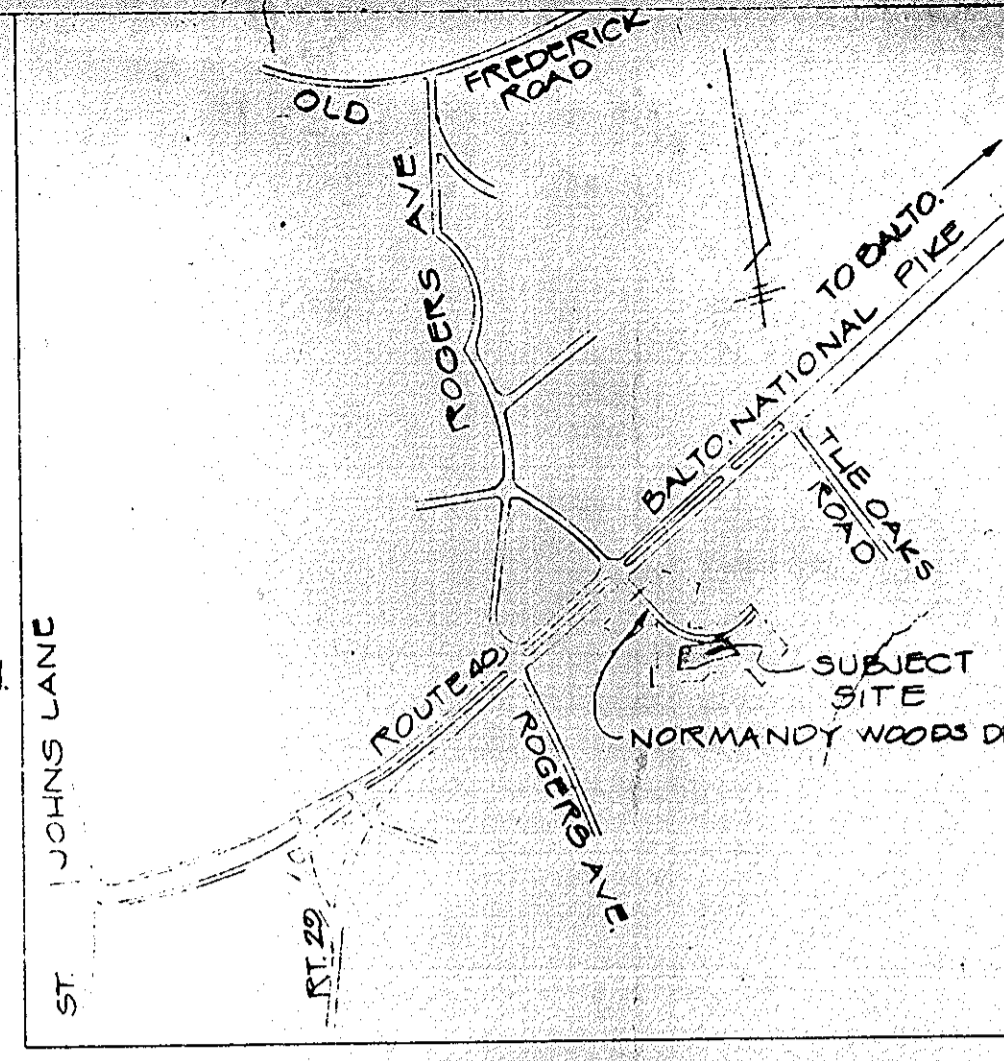 OLD
FREDERICK
ROAD
ROGERS AVE
TO BALTO.
BALTO. NATIONAL PIKE
THE OAKS
ROAD
ST. JOHNS LANE
ROUTE 40
SUBJECT
SITE
NORMANDY WOODS
ROGERS AVE.
RT. 29